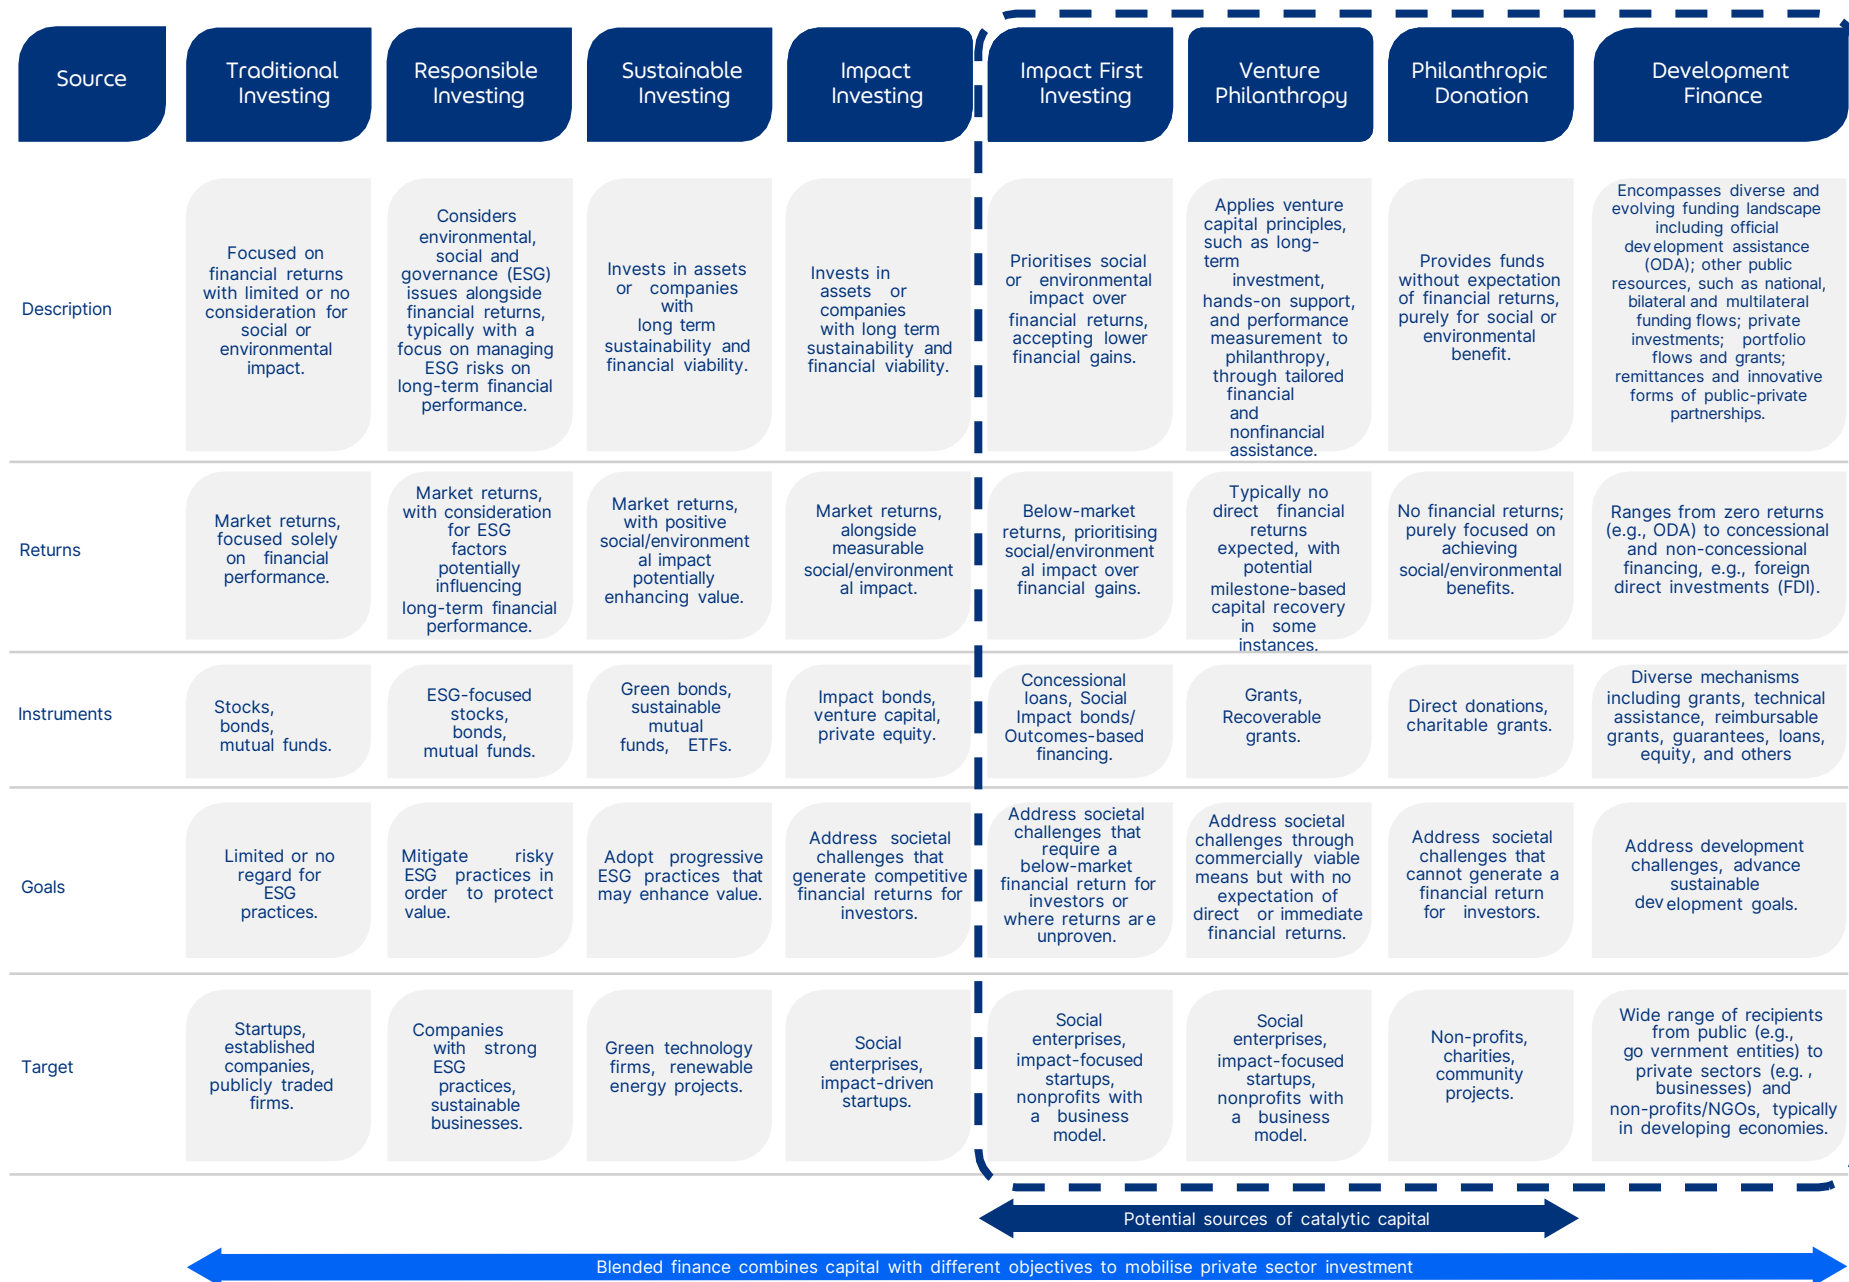 Source
Traditional
Investing
Responsible
Investing
Sustainable
Investing
Impact
Investing
Impact First
Investing
Venture
Philanthropy
Philanthropic
Donation
Development
Finance
Description
Focused on
financial returns
with limited or no
consideration for
social or
environmental
impact.
Considers
environmental,
social and
governance (ESG)
issues alongside
financial returns,
typically with a
focus on managing
ESG risks on
long-term financial
performance.
Invests in assets
or companies
with
long term
sustainability and
financial viability.
Invests in
assets or
companies
with long term
sustainability and
financial viability.
Prioritises social
or environmental
impact over
financial returns,
accepting lower
financial gains.
Applies venture
capital principles,
such as long-
term
investment,
hands-on support,
and performance
measurement to
philanthropy,
through tailored
financial
and
nonfinancial
assistance.
Provides funds
without expectation
of financial returns,
purely for social or
environmental
benefit.
Encompasses diverse and
evolving funding landscape
including official
development assistance
(ODA); other public
resources, such as national,
bilateral and multilateral
funding flows; private
investments; portfolio
flows and grants;
remittances and innovative
forms of public-private
partnerships.
Returns
Market returns,
focused solely
on financial
performance.
Market returns,
with consideration
for ESG
factors
potentially
influencing
long-term financial
performance.
Market returns,
with positive
social/environment
al impact
potentially
enhancing value.
Market returns,
alongside
measurable
social/environment
al impact.
Below-market
returns, prioritising
social/environment
al impact over
financial gains.
Typically no
direct financial
returns
expected, with
potential
milestone-based
capital recovery
in some
instances.
No financial returns;
purely focused on
achieving
social/environmental
benefits.
Ranges from zero returns
(e.g., ODA) to concessional
and non-concessional
financing, e.g., foreign
direct investments (FDI).
Instruments
Stocks,
bonds,
mutual funds.
ESG-focused
stocks,
bonds,
mutual funds.
Green bonds,
sustainable
mutual
funds, ETFs.
Impact bonds,
venture capital,
private equity.
Concessional
loans, Social
Impact bonds/
Outcomes-based
financing.
Grants,
Recoverable
grants.
Direct donations,
charitable grants.
Diverse mechanisms
including grants, technical
assistance, reimbursable
grants, guarantees, loans,
equity, and others
Goals
Limited or no
regard for
ESG
practices.
Mitigate risky
ESG practices in
order to protect
value.
Adopt progressive
ESG practices that
may enhance value.
Address societal
challenges that
generate competitive
financial returns for
investors.
Address societal
challenges that
require a
below-market
financial return for
investors or
where returns are
unproven.
Address societal
challenges through
commercially viable
means but with no
expectation of
direct or immediate
financial returns.
Address societal
challenges that
cannot generate a
financial return
for investors.
Address development
challenges, advance
sustainable
development goals.
Target
Startups,
established
companies,
publicly traded
firms.
Companies
with strong
ESG
practices,
sustainable
businesses.
Green technology
firms, renewable
energy projects.
Social
enterprises,
impact-driven
startups.
Social
enterprises,
impact-focused
startups,
nonprofits with
a business
model.
Social
enterprises,
impact-focused
startups,
nonprofits with
a business
model.
Non-profits,
charities,
community
projects.
Wide range of recipients
from public (e.g.,
go vernment entities) to
private sectors (e.g. ,
businesses) and
non-profits/NGOs, typically
in developing economies.
Potential sources of catalytic capital
Blended finance combines capital with different objectives to mobilise private sector investment